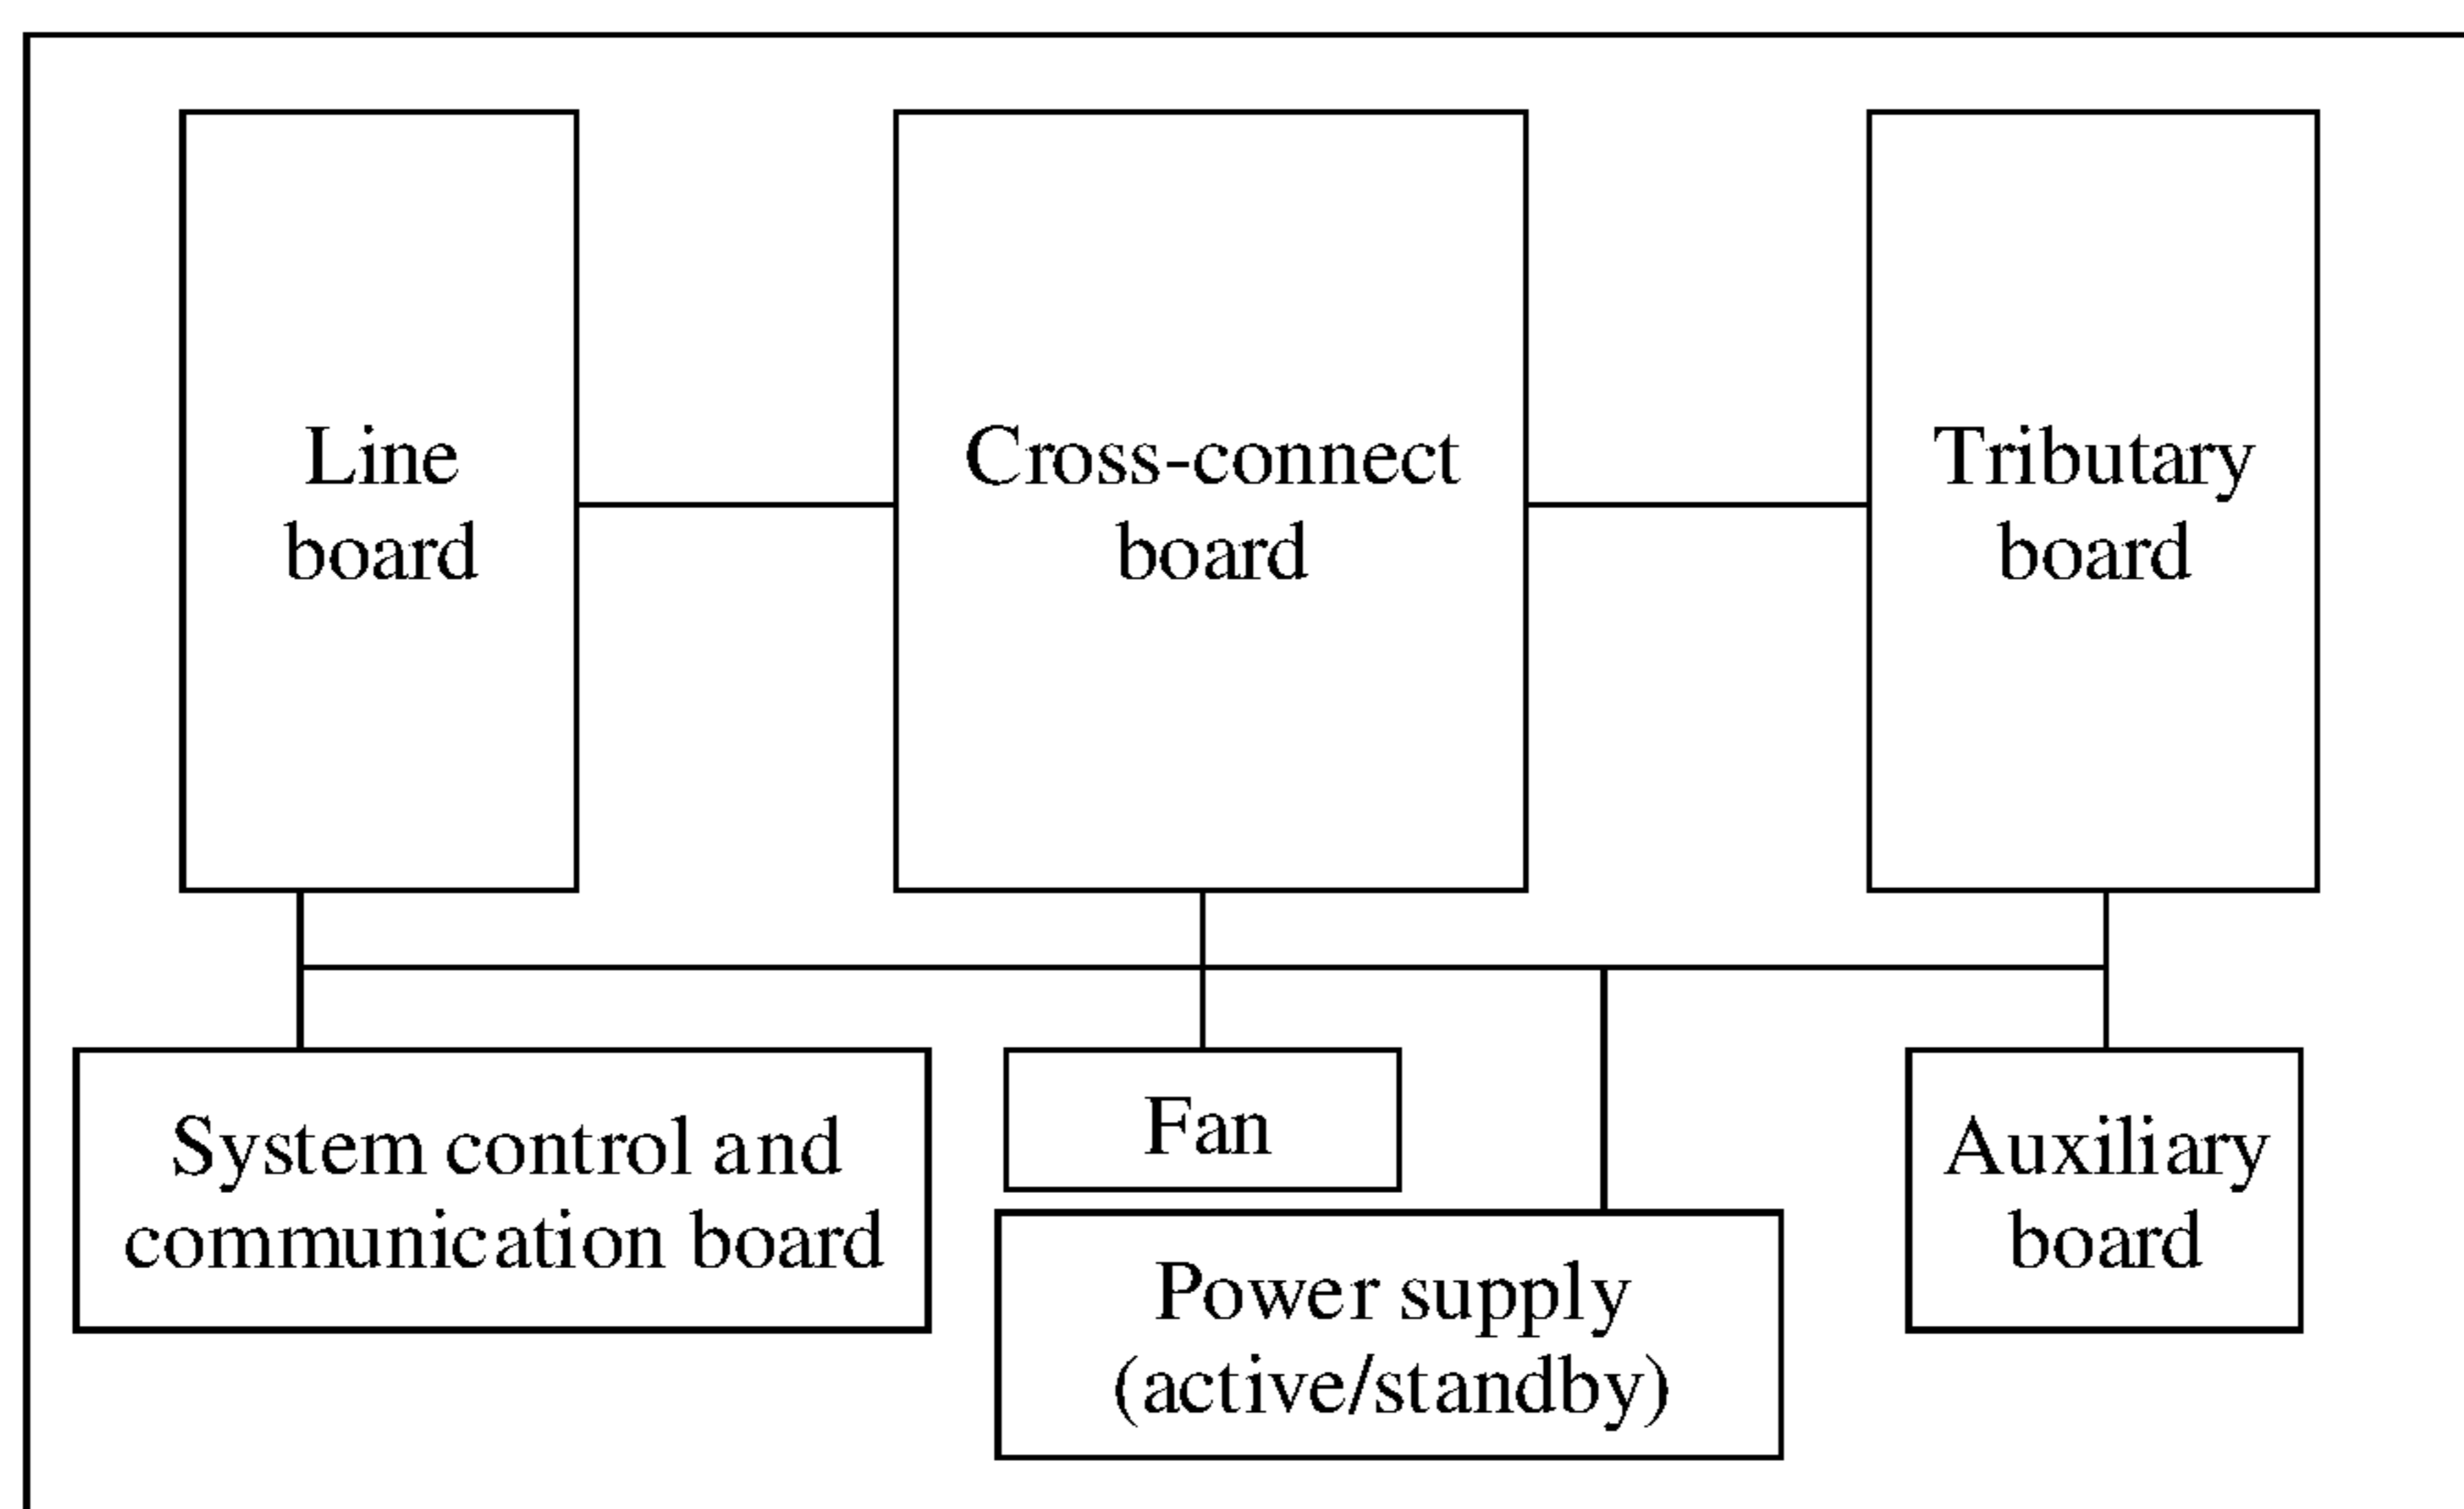 Line
board
Cross-connect
board
Tributary
board
System control and
communication board
Fan
Power supply
(active/standby)
Auxiliary
board